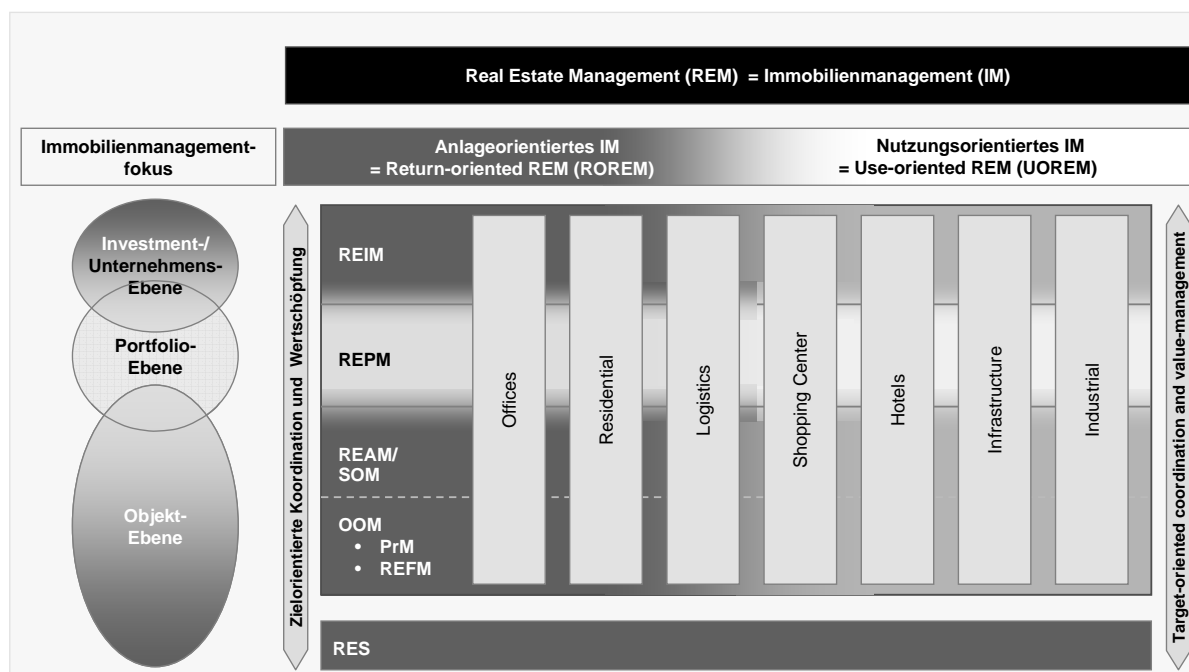 Real Estate Management (REM) = Immobilienmanagement (IM)
Immobilienmanagement-
fokus
Anlageorientiertes IM
= Return-oriented REM (ROREM)
Nutzungsorientiertes IM
= Use-oriented REM (UOREM)
Investment-/
Unternehmens-
Ebene
Portfolio-
Ebene
Objekt-
Ebene
Zielorientierte Koordination und Wertschöpfung
REIM
REPM
REAM/
SOM
OOM
• PrM
• REFM
Offices
Residential
Logistics
Shopping Center
Hotels
Infrastructure
Industrial
Target-oriented coordination and value-management
RES